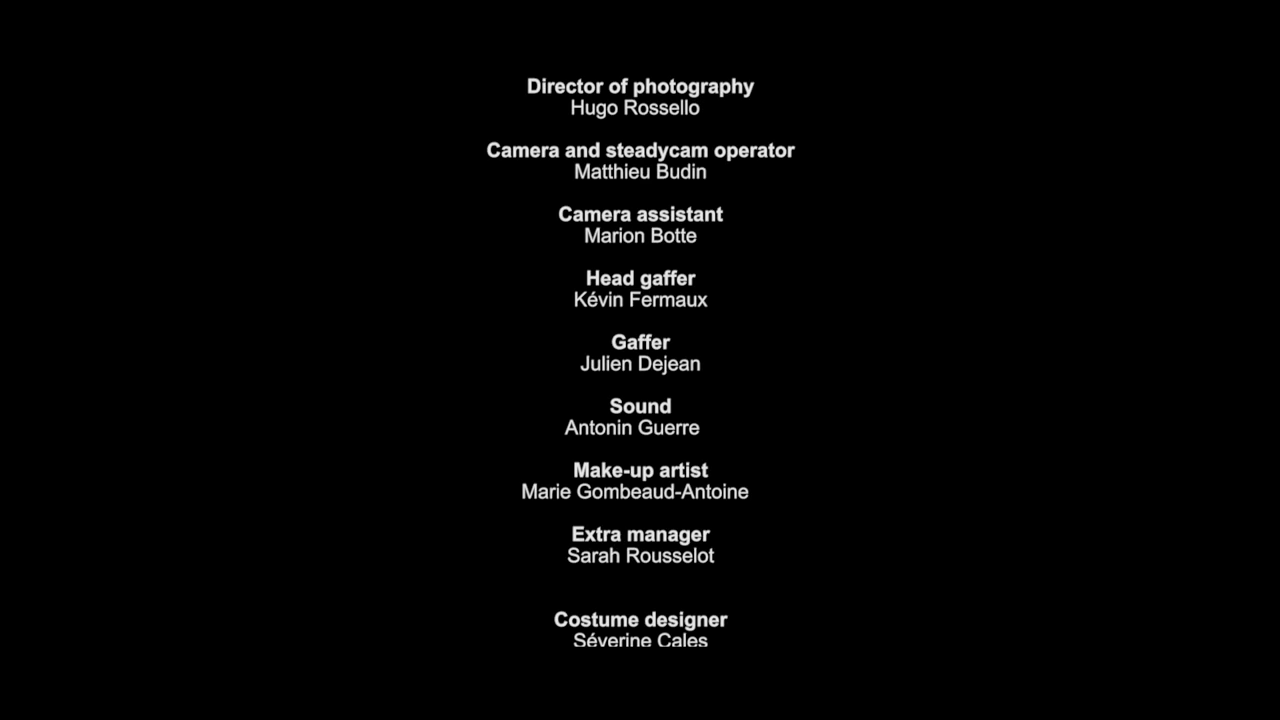 Director of photography
Hugo Rossello
Camera and steadycam operator
Matthieu Budin
Camera assistant
Marion Botte
Head gaffer
Kévin Fermaux
Gaffer
Julien Dejean
Sound
Antonin Guerre
Make-up artist
Marie Gombeaud-Antoine
Extra manager
Sarah Rousselot
Costume designer
Séverine Cales